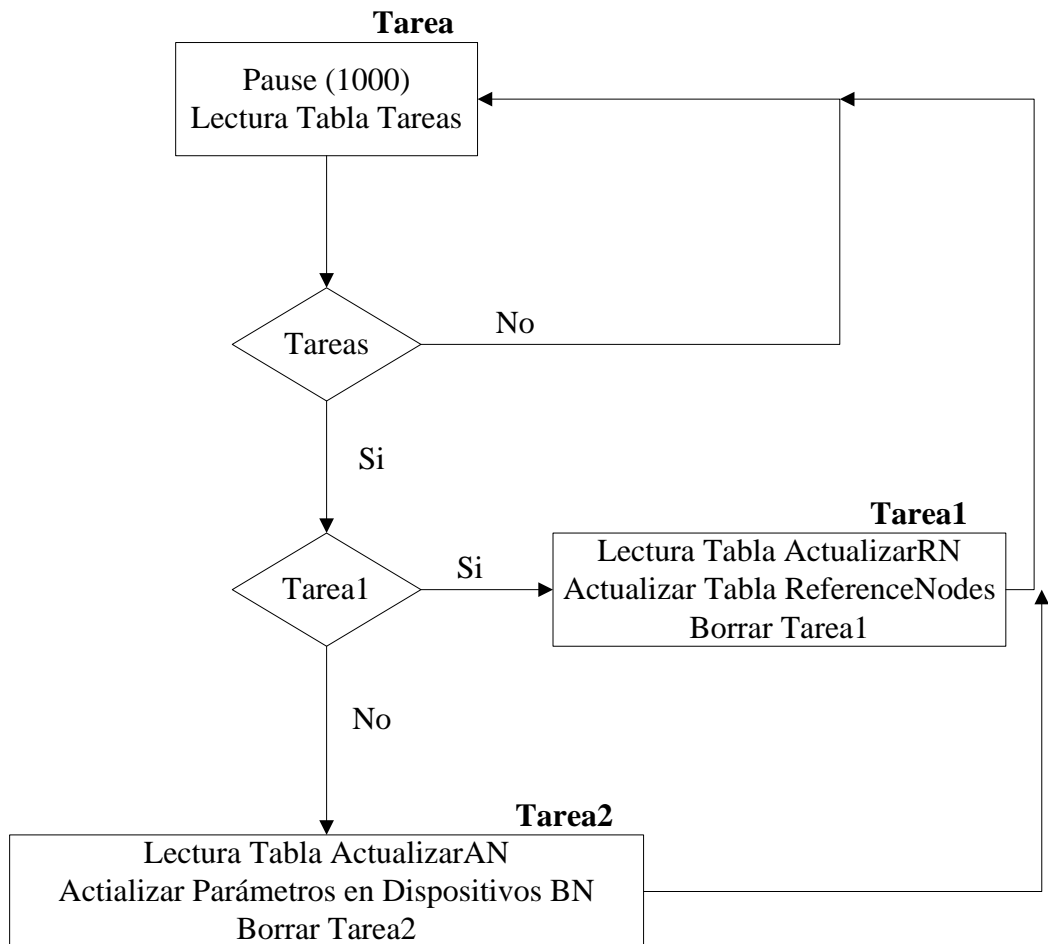 Tarea
Pause (1000)
Lectura Tabla Tareas
Tareas
No
Si
Tarea1
Si
Tarea1
Lectura Tabla ActualizarRN
Actualizar Tabla ReferenceNodes
Borrar Tarea1
No
Tarea2
Lectura Tabla ActualizarAN
Actializar Parámetros en Dispositivos BN
Borrar Tarea2